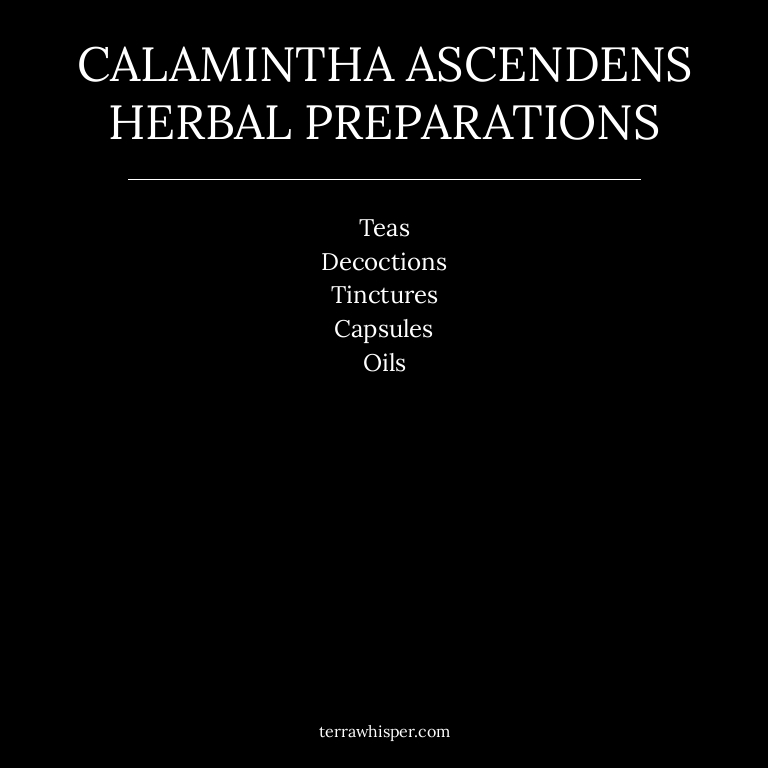 CALAMINTHA ASCENDENS
HERBAL PREPARATIONS
Teas
Decoctions
Tinctures
Capsules
Oils
terrawhisper.com